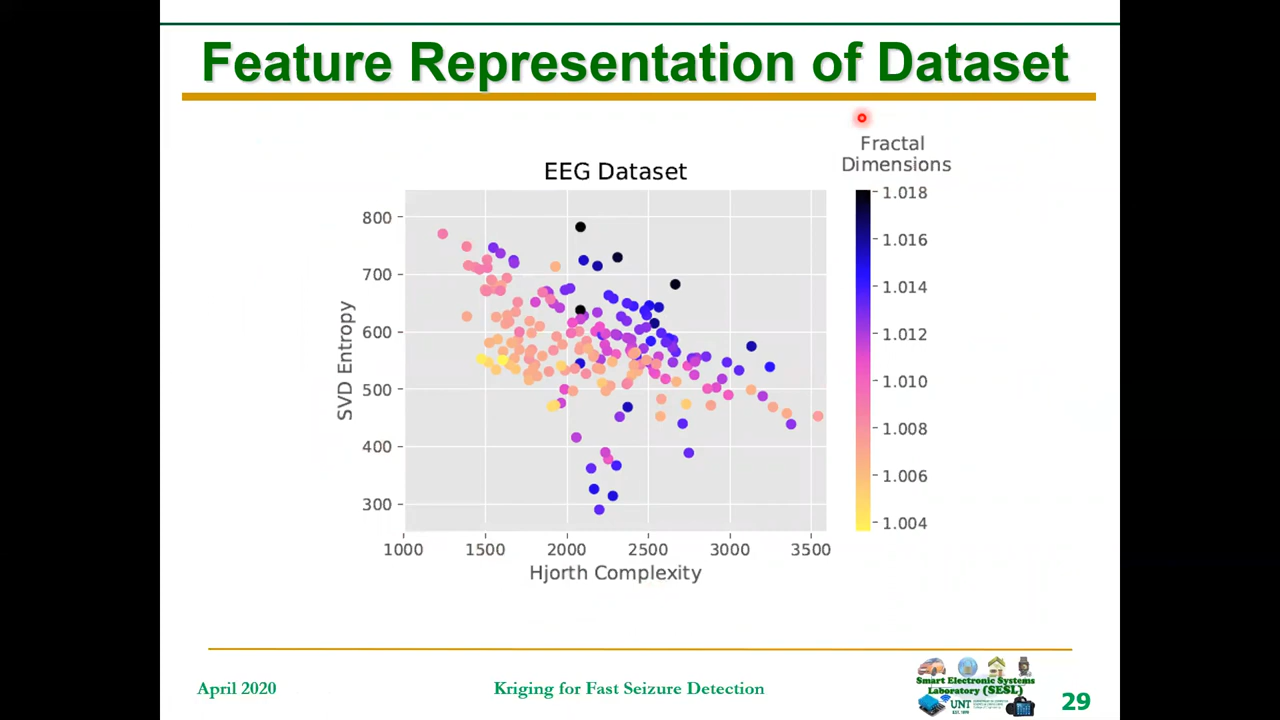 Feature Representation of Dataset
Fractal
Dimensions
EEG Dataset
1.018
1.016
1.014
1.012
1.010
1.008
1.006
1.004
800
700
600
500
400
300
SVD Entropy
1000 1500 2000 2500 3000 3500
Hjorth Complexity
April 2020
Kriging for Fast Seizure Detection
Smart Electronic Systems
Laboratory (SESL)
UNT
29